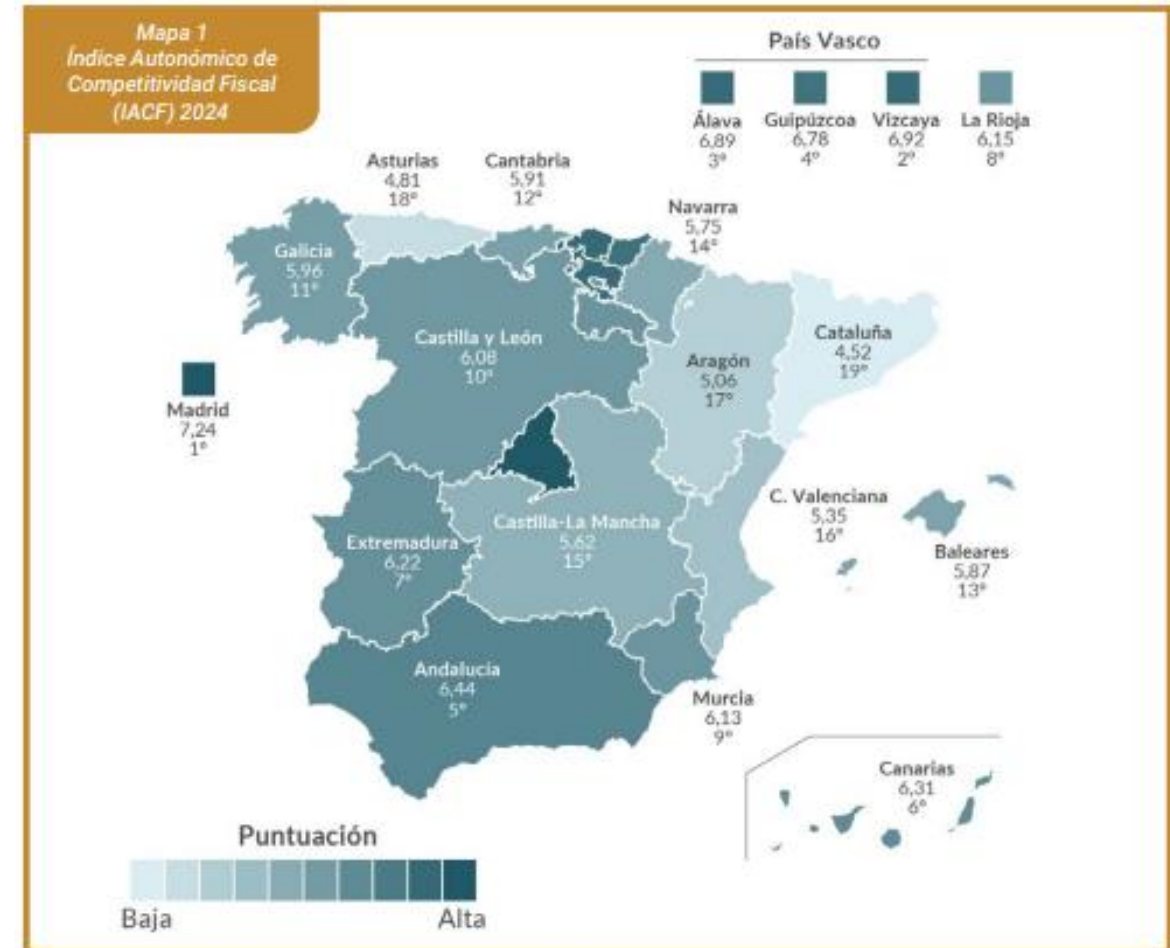 Mapa 1
Índice Autonómico de
Competitividad Fiscal
(IACF) 2024
País Vasco
Álava
6,89
3º
Guipúzcoa
6,78
4º
Vizcaya
6,92
2º
La Rioja
6,15
8º
Asturias
4,81
18º
Cantabria
5,91
12º
Navarra
5,75
14º
Galicia
5,96
11º
Castilla y León
6,08
10º
Aragón
5,06
17º
Cataluña
4,52
19º
Madrid
7,24
1º
C. Valenciana
5,35
16º
Baleares
5,87
13º
Castilla-La Mancha
5,62
15º
Extremadura
6,22
7º
Andalucía
6,44
5º
Murcia
6,13
9º
Canarias
6,31
6º
Puntuación
Baja
Alta